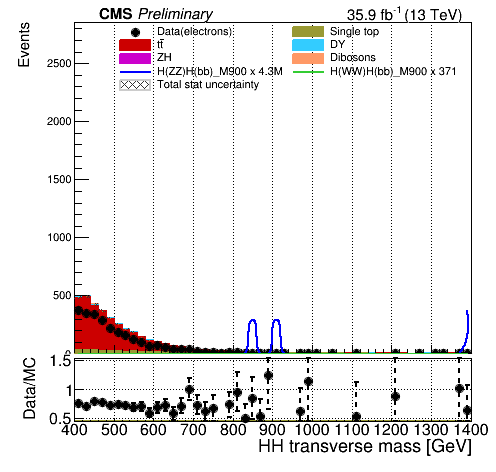 CMS Preliminary 35.9 fb⁻¹ (13 TeV)
Events
Data(electrons) Single top
tt̄ DY
ZH Dibosons
H(ZZ)H(bb)_M900 x 4.3M H(WW)H(bb)_M900 x 371
Total stat uncertainty
2500
2000
1500
1000
500
0
Data/MC
1.5
1
0.5
400 500 600 700 800 900 1000 1100 1200 1300 1400
HH transverse mass [GeV]